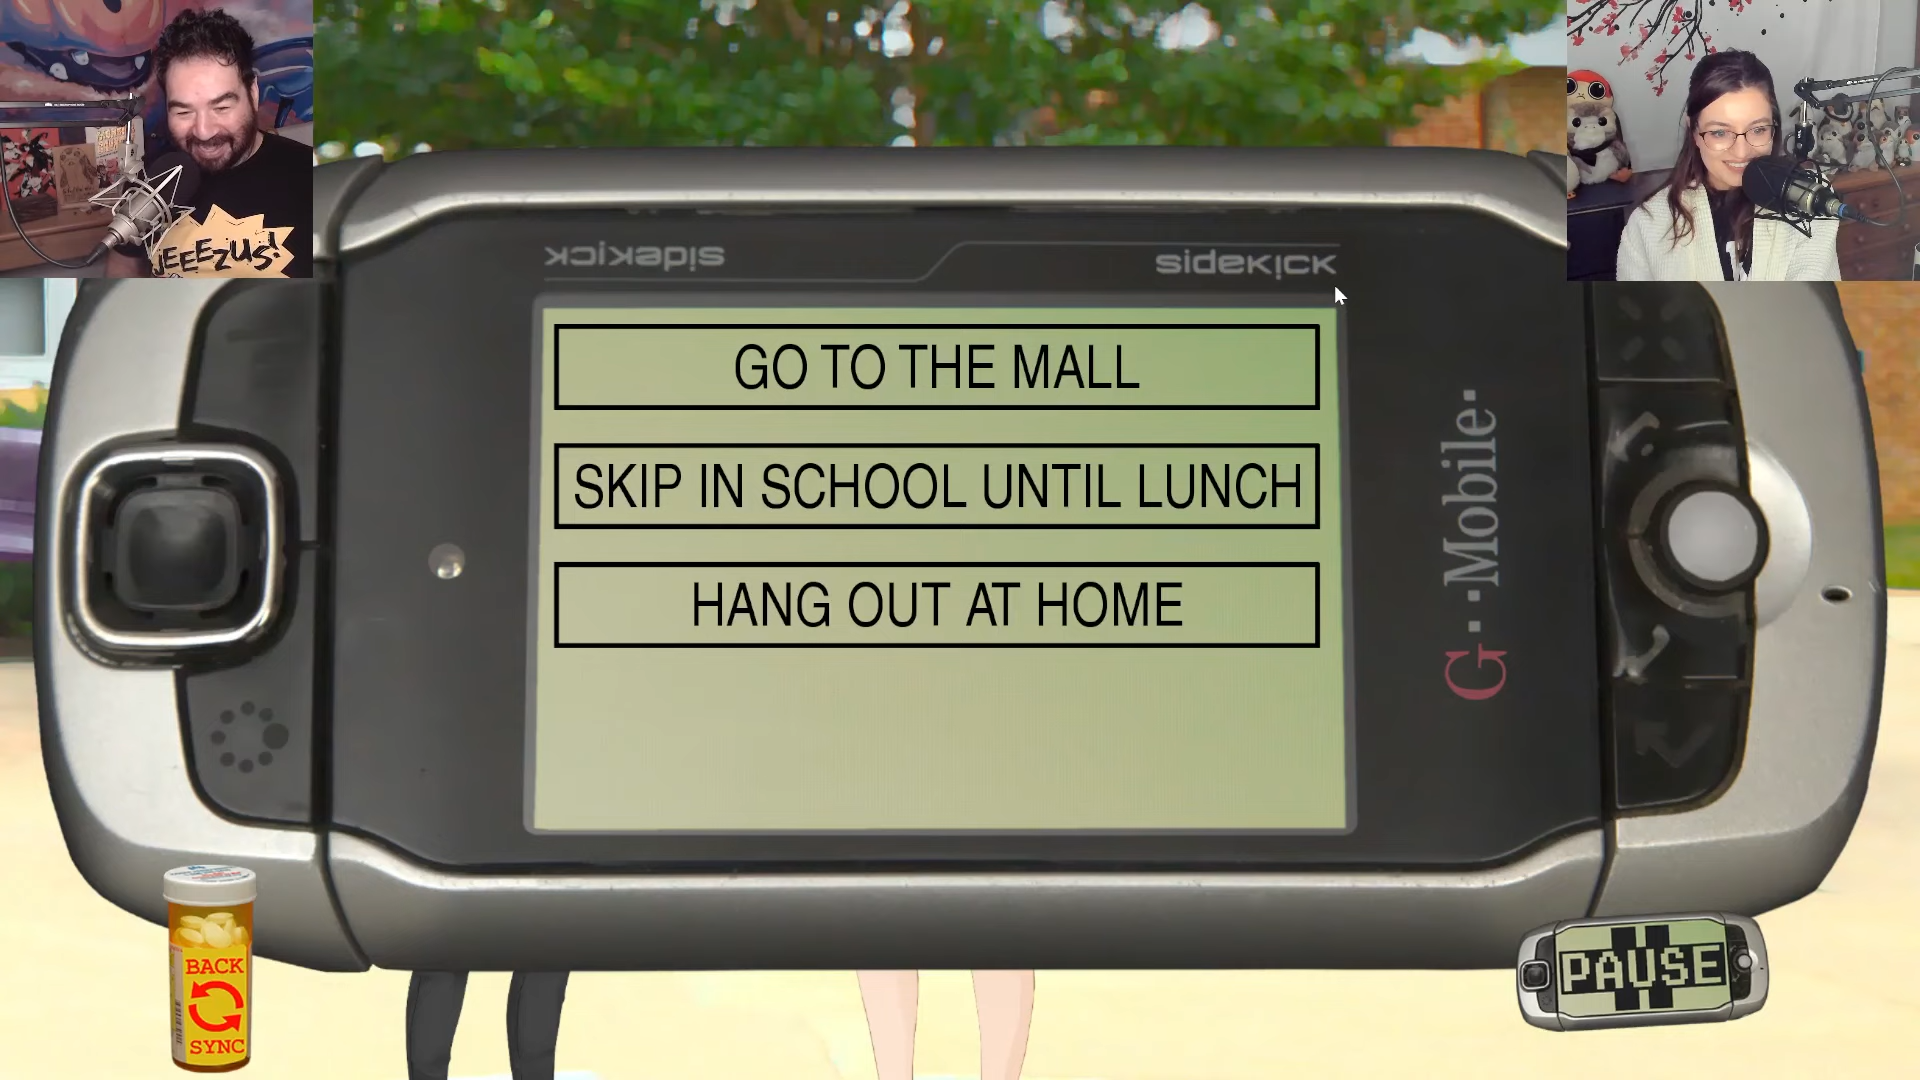 JEEEZUS!
sidekick
sidekick
GO TO THE MALL
SKIP IN SCHOOL UNTIL LUNCH
HANG OUT AT HOME
G··Mobile·
BACK
SYNC
PAUSE